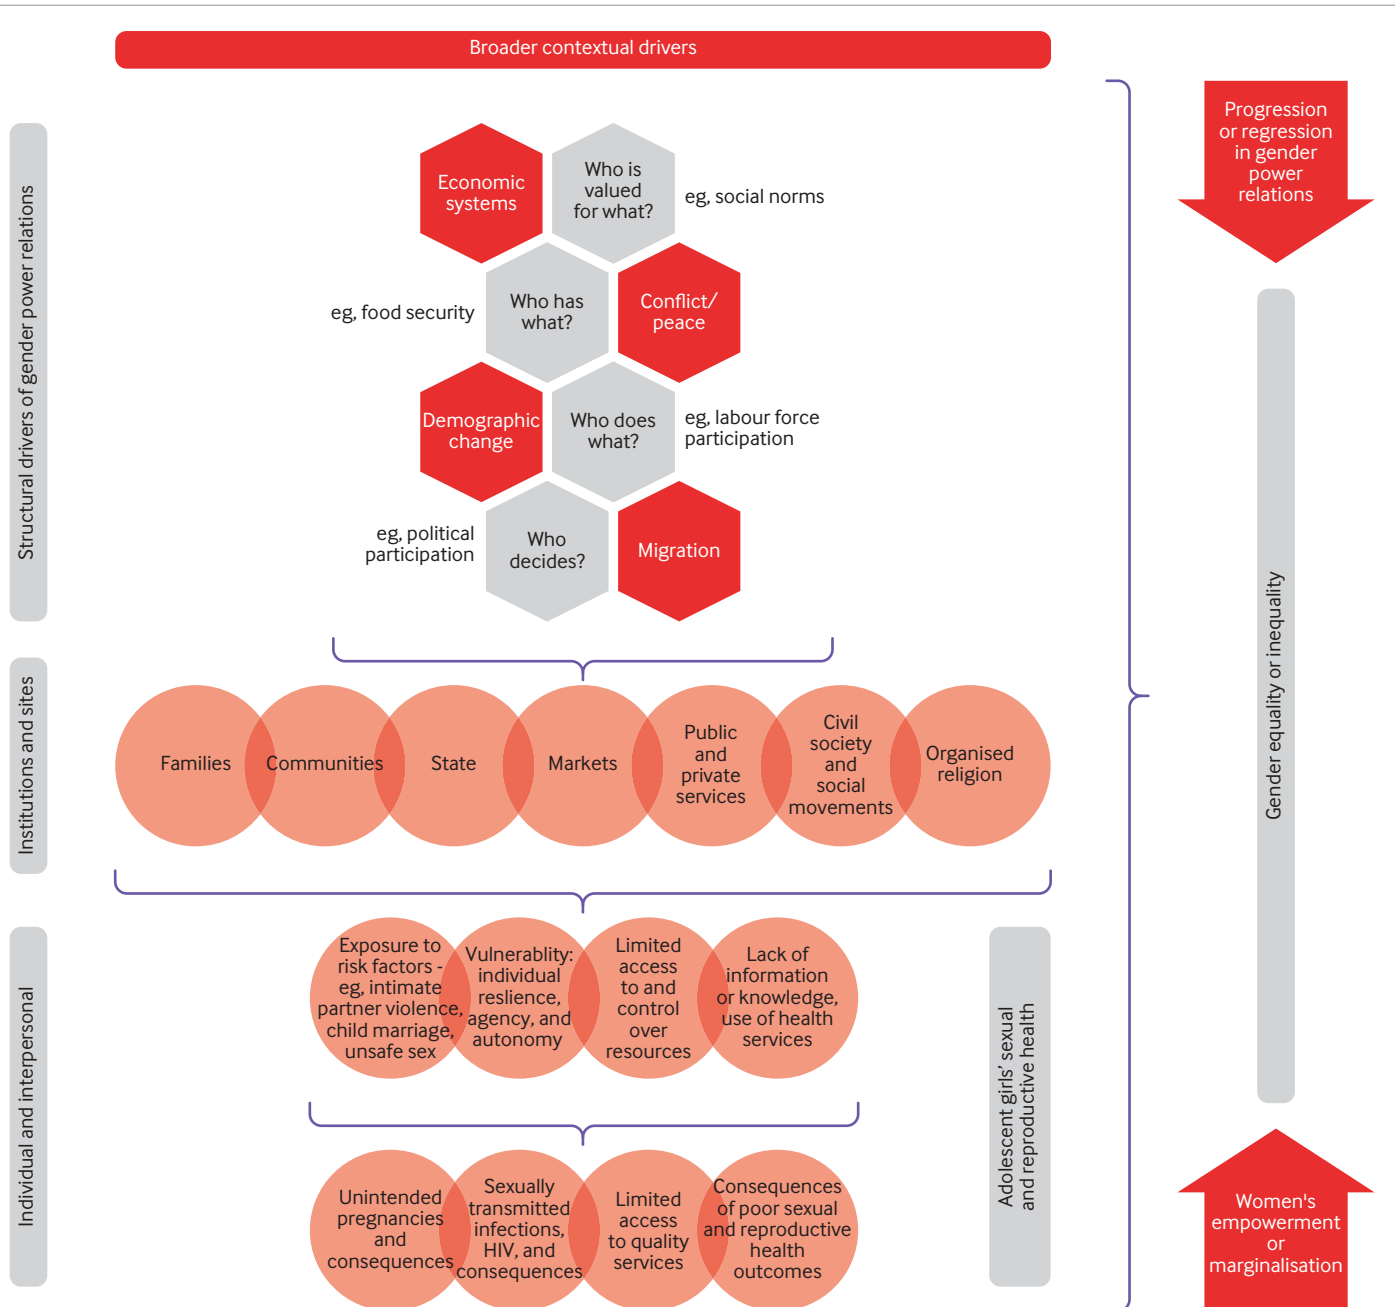 Broader contextual drivers
Structural drivers of gender power relations
Economic
systems
Who is
valued
for what?
eg, social norms
eg, food security
Who has
what?
Conflict/
peace
Demographic
change
Who does
what?
eg, labour force
participation
eg, political
participation
Who
decides?
Migration
Institutions and sites
Families
Communities
State
Markets
Public
and
private
services
Civil
society
and
social
movements
Organised
religion
Individual and interpersonal
Exposure to
risk factors -
eg, intimate
partner violence,
child marriage,
unsafe sex
Vulnerablity:
individual
reslience,
agency, and
autonomy
Limited
access
to and
control
over
resources
Lack of
information
or knowledge,
use of health
services
Unintended
pregnancies
and
consequences
Sexually
transmitted
infections,
HIV, and
consequences
Limited
access
to quality
services
Consequences
of poor sexual
and reproductive
health
outcomes
Adolescent girls' sexual
and reproductive health
Progression
or regression
in gender
power
relations
Gender equality or inequality
Women's
empowerment
or
marginalisation